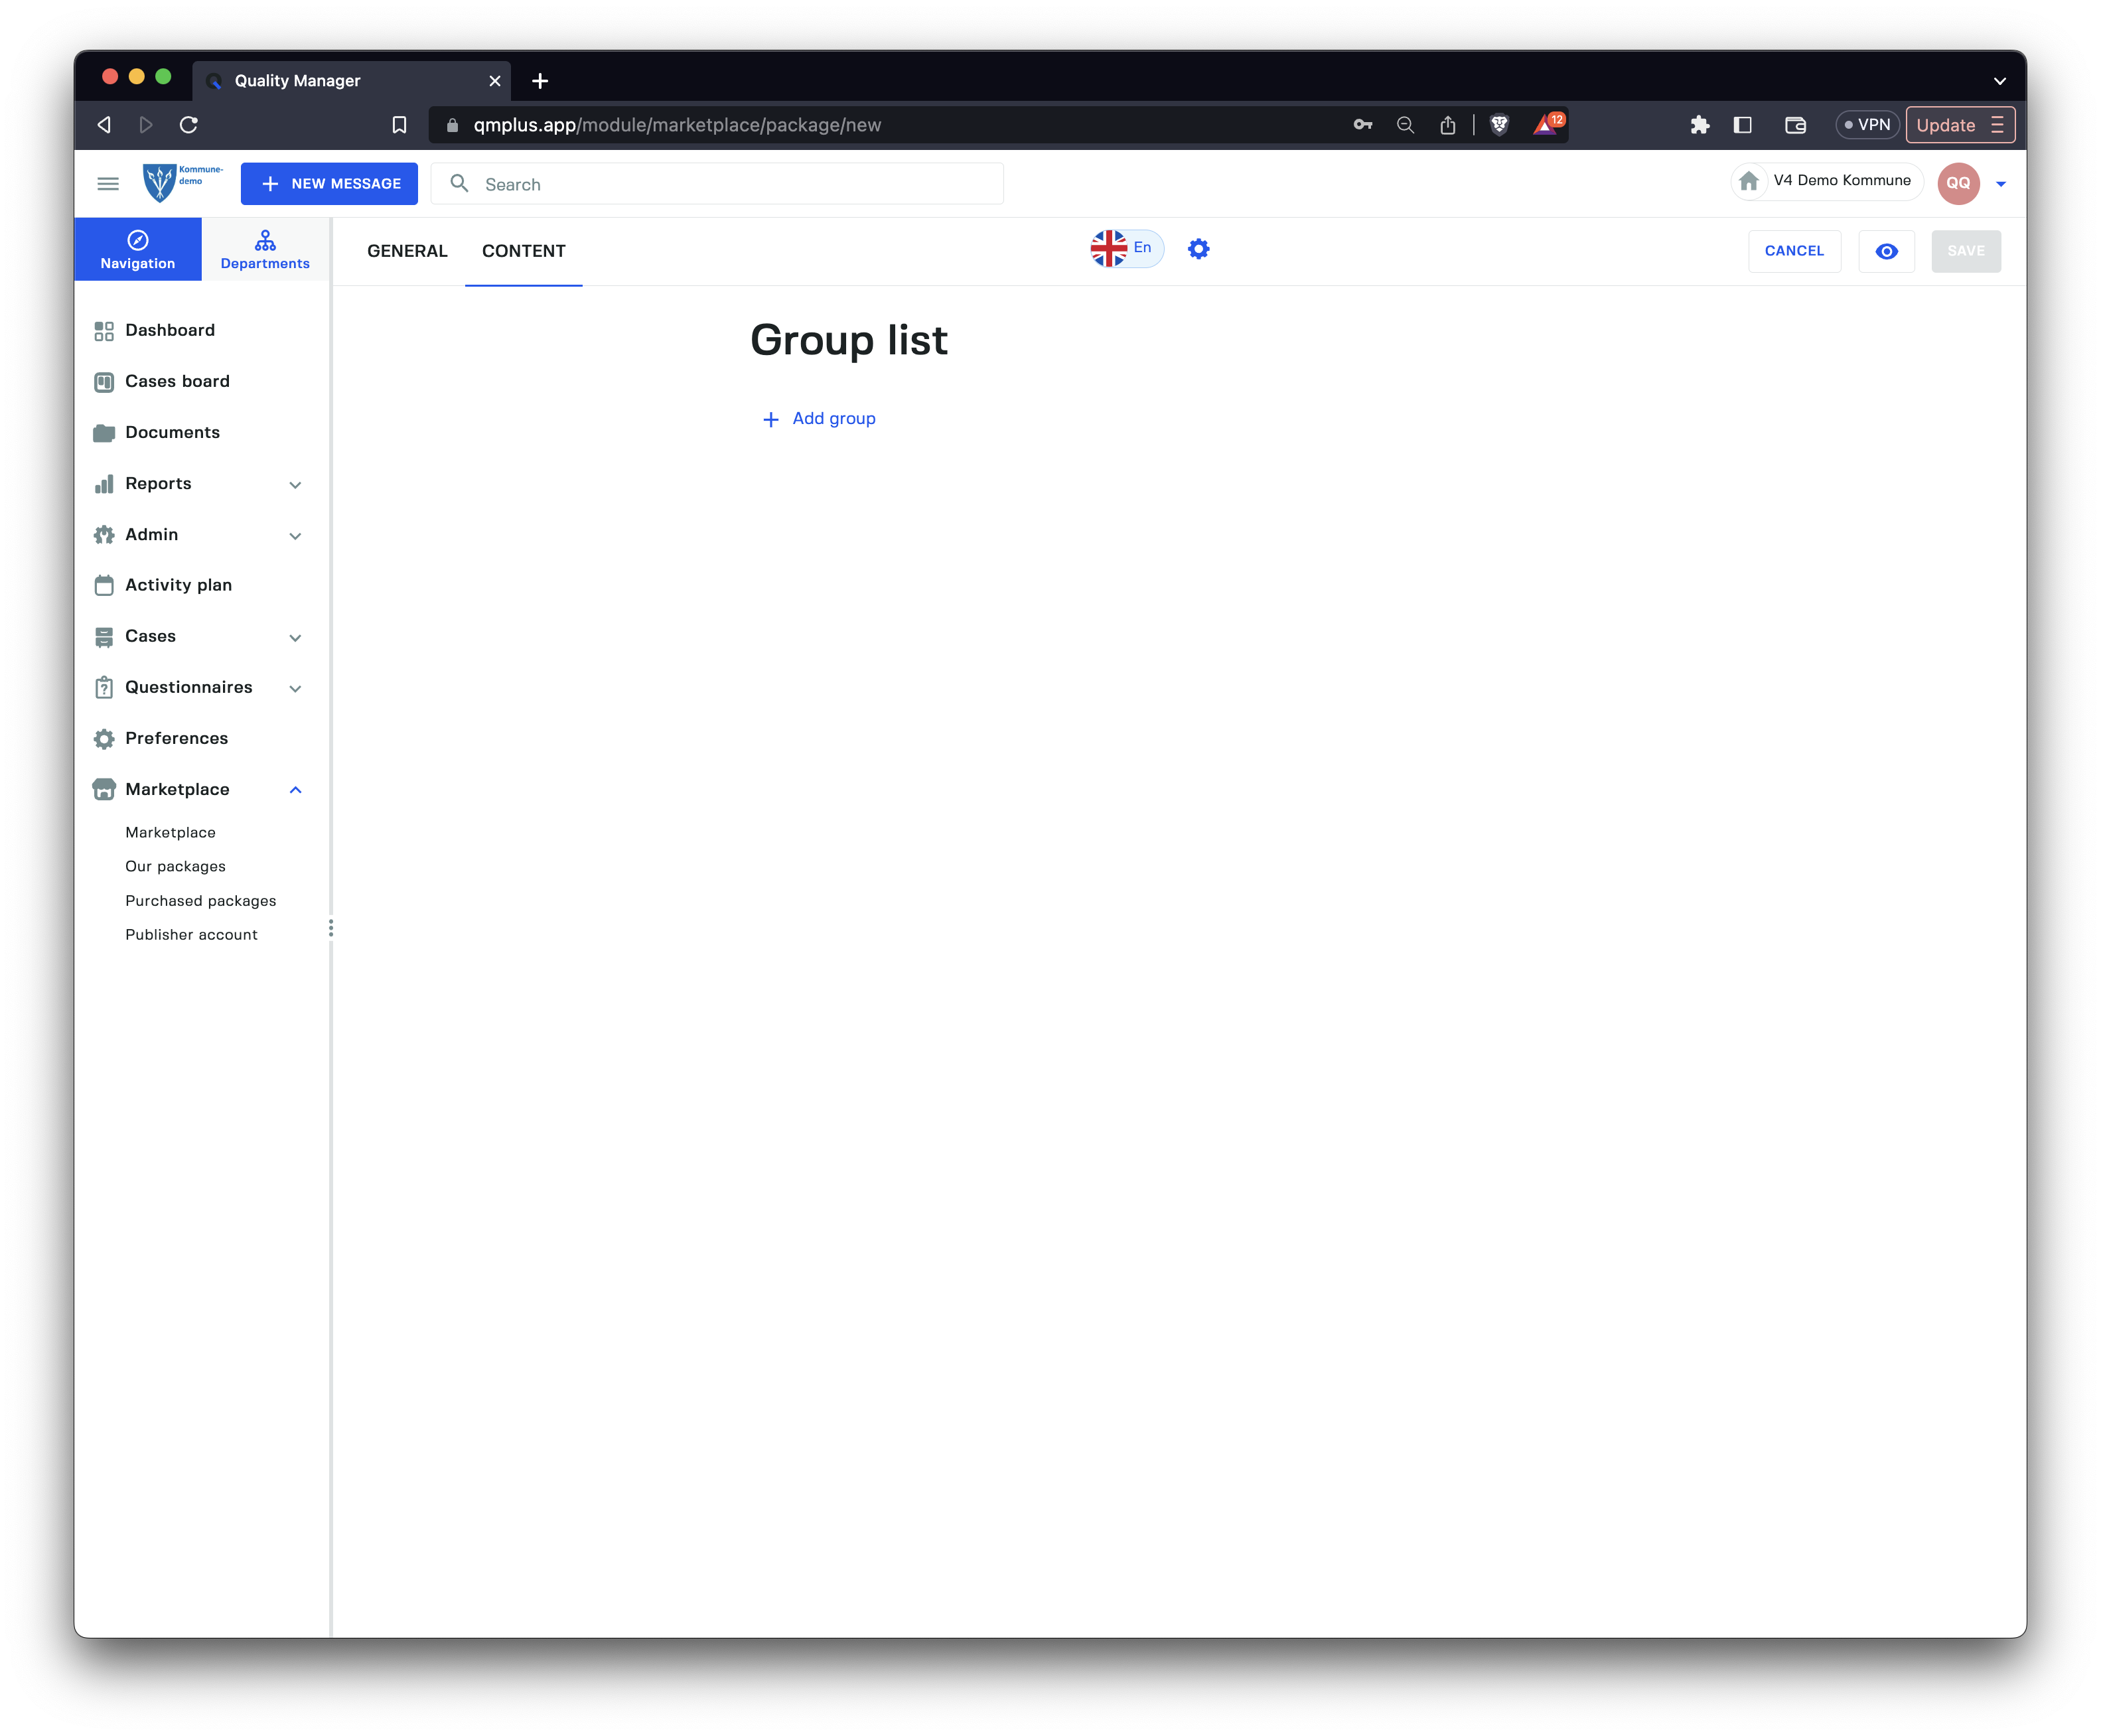 Quality Manager
qmplus.app/module/marketplace/package/new
12
VPN
Update
Kommune-
demo
NEW MESSAGE
Search
V4 Demo Kommune
QQ
Navigation
Departments
GENERAL
CONTENT
En
CANCEL
SAVE
Dashboard
Cases board
Documents
Reports
Admin
Activity plan
Cases
Questionnaires
Preferences
Marketplace
Marketplace
Our packages
Purchased packages
Publisher account
Group list
Add group